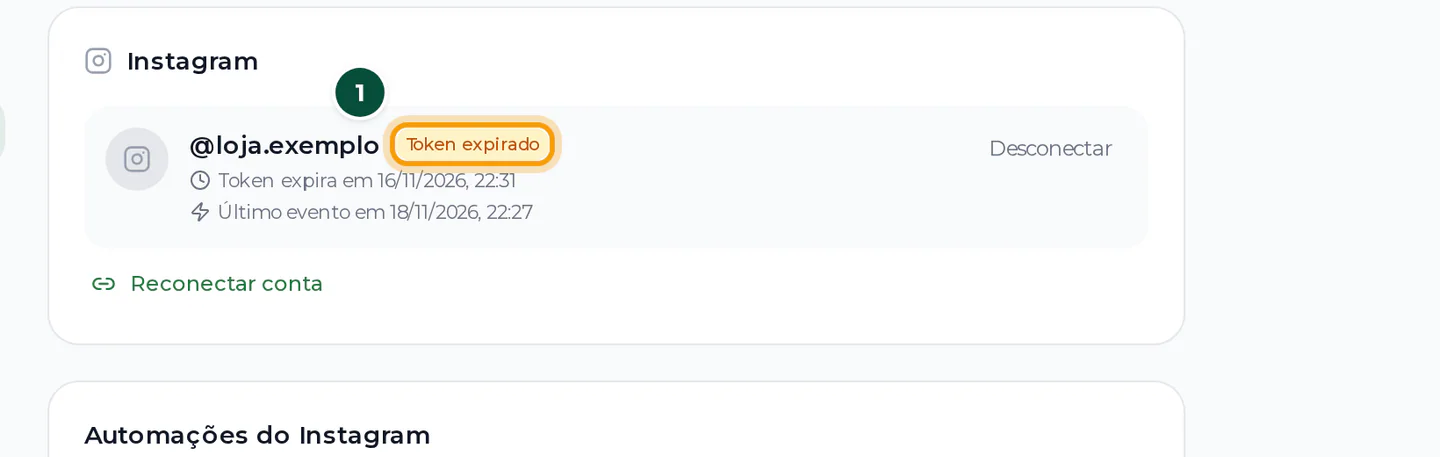 Instagram
1
@loja.exemplo Token expirado
Desconectar
Token expira em 16/11/2026, 22:31
Último evento em 18/11/2026, 22:27
Reconectar conta
Automações do Instagram